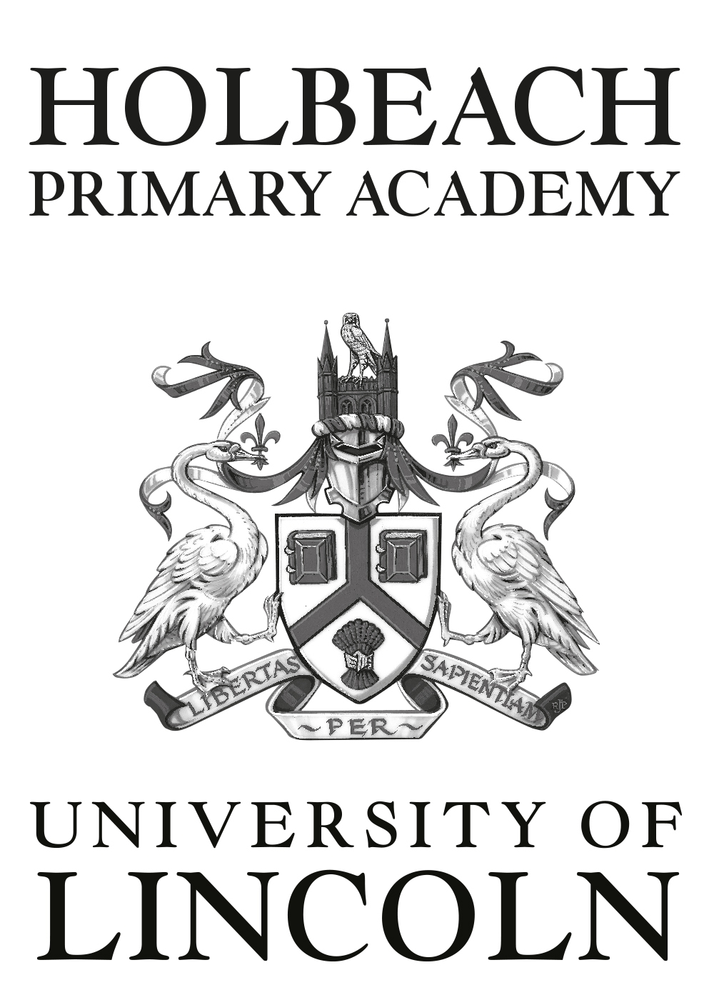 HOLBEACH
PRIMARY ACADEMY
LIBERTAS
~PER~
SAPIENTIAM
UNIVERSITY OF
LINCOLN